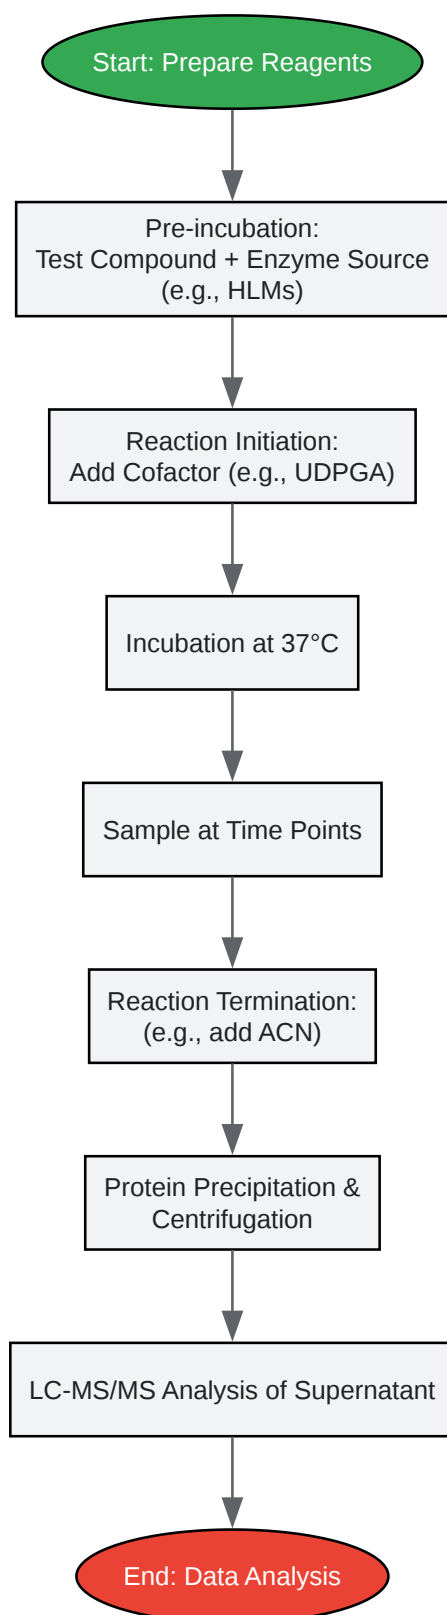 Start: Prepare Reagents
Pre-incubation:
Test Compound + Enzyme Source
(e.g., HLMs)
Reaction Initiation:
Add Cofactor (e.g., UDPGA)
Incubation at 37°C
Sample at Time Points
Reaction Termination:
(e.g., add ACN)
Protein Precipitation &
Centrifugation
LC-MS/MS Analysis of Supernatant
End: Data Analysis